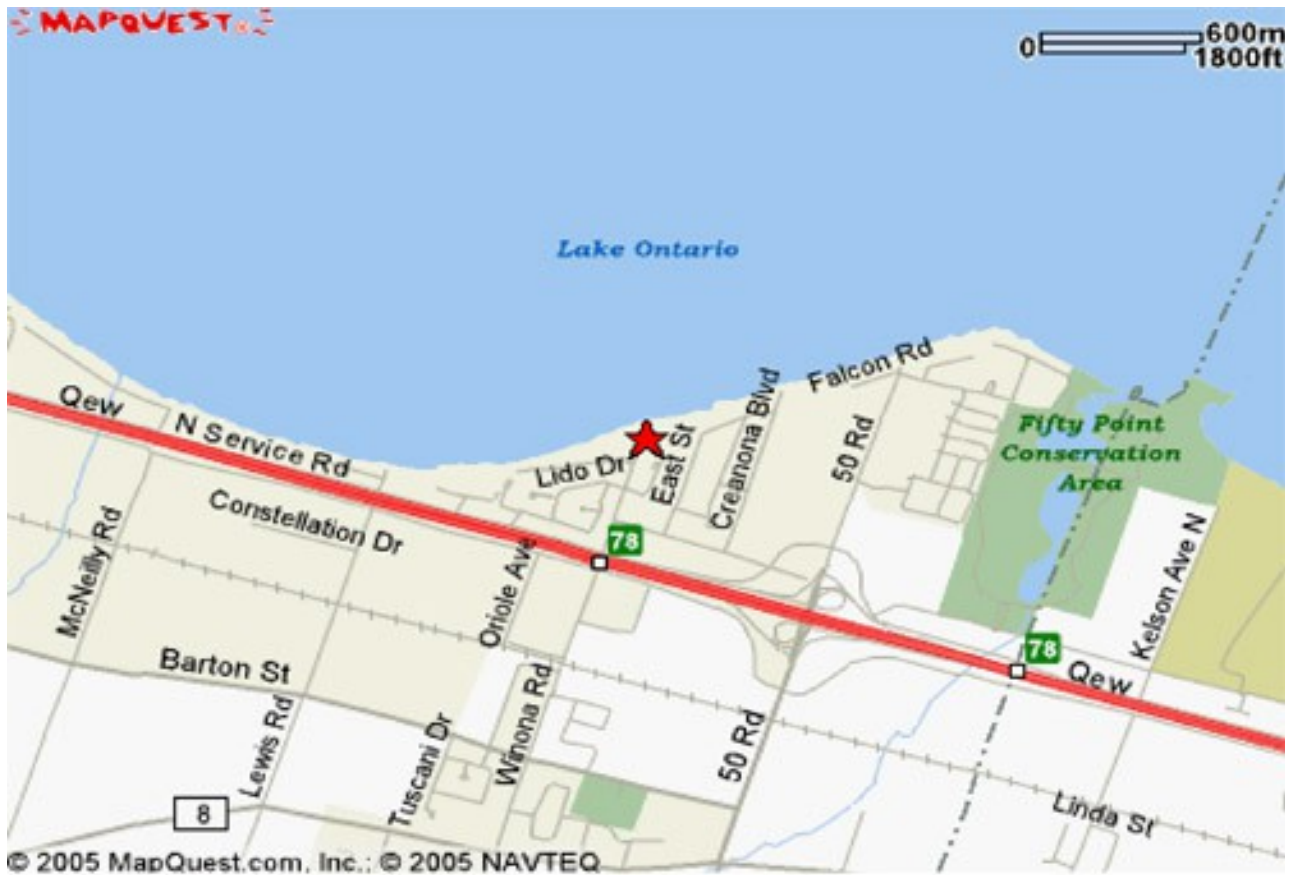 MAPQUEST
0
600m
1800ft
Lake Ontario
Falcon Rd
Qew
N Service Rd
Creanona Blvd
Lido Dr
East St
50 Rd
Fifty Point
Conservation
Area
Constellation Dr
McNeilly Rd
78
Oriole Ave
Kelson Ave N
78
Qew
Barton St
Lewis Rd
Winona Rd
Tuscani Dr
50 Rd
8
Linda St
© 2005 MapQuest.com, Inc.; © 2005 NAVTEQ